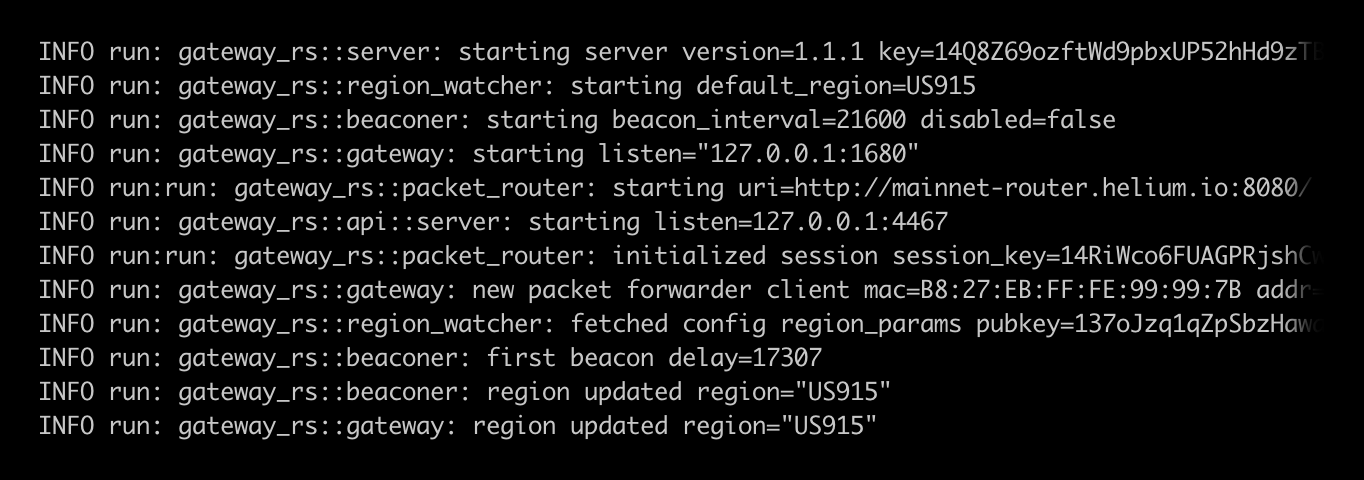 INFO run: gateway_rs::server: starting server version=1.1.1 key=14Q8Z69ozftWd9pbxUP52hHd9zT
INFO run: gateway_rs::region_watcher: starting default_region=US915
INFO run: gateway_rs::beaconer: starting beacon_interval=21600 disabled=false
INFO run: gateway_rs::gateway: starting listen="127.0.0.1:1680"
INFO run:run: gateway_rs::packet_router: starting uri=http://mainnet-router.helium.io:8080/
INFO run: gateway_rs::api::server: starting listen=127.0.0.1:4467
INFO run:run: gateway_rs::packet_router: initialized session session_key=14RiWco6FUAGPRjshCw
INFO run: gateway_rs::gateway: new packet forwarder client mac=B8:27:EB:FF:FE:99:99:7B addr=
INFO run: gateway_rs::region_watcher: fetched config region_params pubkey=137oJzq1qZpSbzHaw
INFO run: gateway_rs::beaconer: first beacon delay=17307
INFO run: gateway_rs::beaconer: region updated region="US915"
INFO run: gateway_rs::gateway: region updated region="US915"